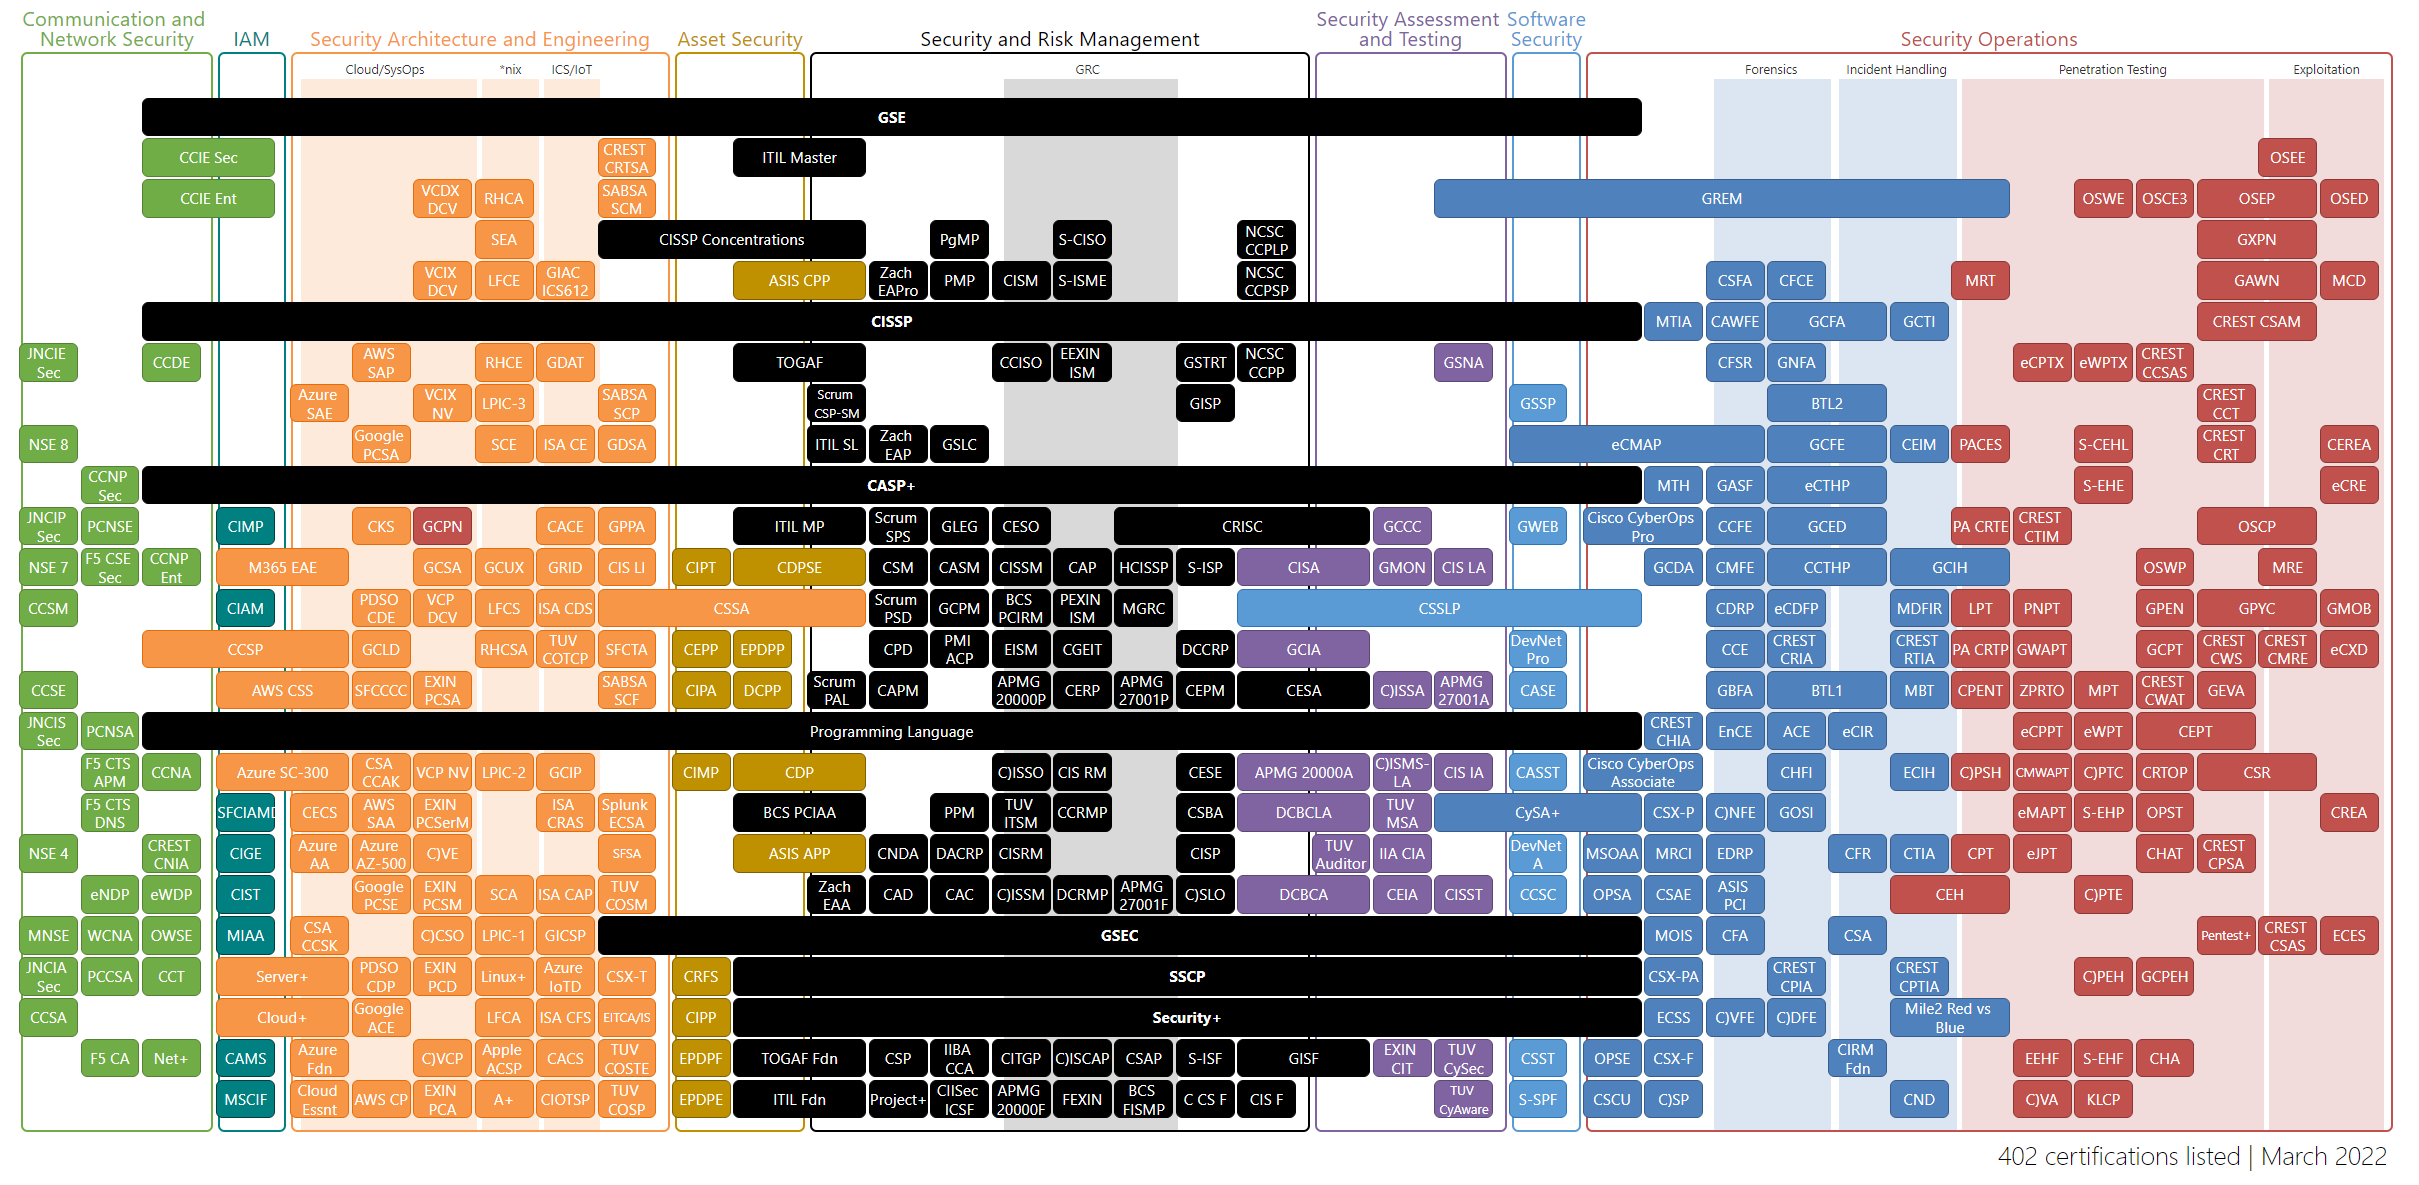 Communication and
Network Security
IAM
Security Architecture and Engineering
Asset Security
Security and Risk Management
Security Assessment
and Testing
Software
Security
Security Operations
Cloud/SysOps
*nix
ICS/IoT
GRC
Forensics
Incident Handling
Penetration Testing
Exploitation
GSE
CCIE Sec
CREST
CRTSA
ITIL Master
OSEE
CCIE Ent
VCDX
DCV
RHCA
SABSA
SCM
GREM
OSWE
OSCE3
OSEP
OSED
SEA
CISSP Concentrations
PgMP
S-CISO
NCSC
CCPLP
GXPN
VCIX
DCV
LFCE
GIAC
ICS612
ASIS CPP
Zach
EAPro
PMP
CISM
S-ISME
NCSC
CCPSP
CSFA
CFCE
MRT
GAWN
MCD
CISSP
MTIA
CAWFE
GCFA
GCTI
CREST CSAM
JNCIE
Sec
CCDE
AWS
SAP
RHCE
GDAT
TOGAF
CCISO
EEXIN
ISM
GSTRT
NCSC
CCPP
GSNA
CFSR
GNFA
eCPTX
eWPTX
CREST
CCSAS
Azure
SAE
VCIX
NV
LPIC-3
SABSA
SCP
Scrum
CSP-SM
GISP
GSSP
BTL2
CREST
CCT
NSE 8
Google
PCSA
SCE
ISA CE
GDSA
ITIL SL
Zach
EAP
GSLC
eCMAP
GCFE
CEIM
PACES
S-CEHL
CREST
CRT
CEREA
CCNP
Sec
CASP+
MTH
GASF
eCTHP
S-EHE
eCRE
JNCIP
Sec
PCNSE
CIMP
CKS
GCPN
CACE
GPPA
ITIL MP
Scrum
SPS
GLEG
CESO
CRISC
GCCC
GWEB
Cisco CyberOps
Pro
CCFE
GCED
PA CRTE
CREST
CTIM
OSCP
NSE 7
F5 CSE
Sec
CCNP
Ent
M365 EAE
GCSA
GCUX
GRID
CIS LI
CIPT
CDPSE
CSM
CASM
CISSM
CAP
HCISSP
S-ISP
CISA
GMON
CIS LA
GCDA
CMFE
CCTHP
GCIH
OSWP
MRE
CCSM
CIAM
PDSO
CDE
VCP
DCV
LFCS
ISA CDS
CSSA
Scrum
PSD
GCPM
BCS
PCIRM
PEXIN
ISM
MGRC
CSSLP
CDRP
eCDFP
MDFIR
LPT
PNPT
GPEN
GPYC
GMOB
CCSP
GCLD
RHCSA
TUV
COTCP
SFCTA
CEPP
EPDPP
CPD
PMI
ACP
EISM
CGEIT
DCCRP
GCIA
DevNet
Pro
CCE
CREST
CRIA
CREST
RTIA
PA CRTP
GWAPT
GCPT
CREST
CWS
CREST
CMRE
eCXD
CCSE
AWS CSS
SFCCCC
EXIN
PCSA
SABSA
SCF
CIPA
DCPP
Scrum
PAL
CAPM
APMG
20000P
CERP
APMG
27001P
CEPM
CESA
C)ISSA
APMG
27001A
CASE
GBFA
BTL1
MBT
CPENT
ZPRTO
MPT
CREST
CWAT
GEVA
JNCIS
Sec
PCNSA
Programming Language
CREST
CHIA
EnCE
ACE
eCIR
eCPPT
eWPT
CEPT
F5 CTS
APM
CCNA
Azure SC-300
CSA
CCAK
VCP NV
LPIC-2
GCIP
CIMP
CDP
C)ISSO
CIS RM
CESE
APMG 20000A
C)ISMS-
LA
CIS IA
CASST
Cisco CyberOps
Associate
CHFI
ECIH
C)PSH
CMWAPT
C)PTC
CRTOP
CSR
F5 CTS
DNS
SFCIAMD
CECS
AWS
SAA
EXIN
PCSerM
ISA
CRAS
Splunk
ECSA
BCS PCIAA
PPM
TUV
ITSM
CCRMP
CSBA
DCBCLA
TUV
MSA
CySA+
CSX-P
C)NFE
GOSI
eMAPT
S-EHP
OPST
CREA
NSE 4
CREST
CNIA
CIGE
Azure
AA
Azure
AZ-500
C)VE
SFSA
ASIS APP
CNDA
DACRP
CISRM
CISP
TUV
Auditor
IIA CIA
DevNet
A
MSOAA
MRCI
EDRP
CFR
CTIA
CPT
eJPT
CHAT
CREST
CPSA
eNDP
eWDP
CIST
Google
PCSE
EXIN
PCSM
SCA
ISA CAP
TUV
COSM
Zach
EAA
CAD
CAC
C)ISSM
DCRMP
APMG
27001F
C)SLO
DCBCA
CEIA
CISST
CCSC
OPSA
CSAE
ASIS
PCI
CEH
C)PTE
MNSE
WCNA
OWSE
MIAA
CSA
CCSK
C)CSO
LPIC-1
GICSP
GSEC
MOIS
CFA
CSA
Pentest+
CREST
CSAS
ECES
JNCIA
Sec
PCCSA
CCT
Server+
PDSO
CDP
EXIN
PCD
Linux+
Azure
IoTD
CSX-T
CRFS
SSCP
CSX-PA
CREST
CPIA
CREST
CPTIA
C)PEH
GCPEH
CCSA
Cloud+
Google
ACE
LFCA
ISA CFS
EITCA/IS
CIPP
Security+
ECSS
C)VFE
C)DFE
Mile2 Red vs
Blue
F5 CA
Net+
CAMS
Azure
Fdn
C)VCP
Apple
ACSP
CACS
TUV
COSTE
EPDPF
TOGAF Fdn
CSP
IIBA
CCA
CITGP
C)ISCAP
CSAP
S-ISF
GISF
EXIN
CIT
TUV
CySec
CSST
OPSE
CSX-F
CIRM
Fdn
EEHF
S-EHF
CHA
MSCIF
Cloud
Essnt
AWS CP
EXIN
PCA
A+
CIOTSP
TUV
COSP
EPDPE
ITIL Fdn
Project+
CIISec
ICSF
APMG
20000F
FEXIN
BCS
FISMP
C CS F
CIS F
TUV
CyAware
S-SPF
CSCU
C)SP
CND
C)VA
KLCP
402 certifications listed | March 2022